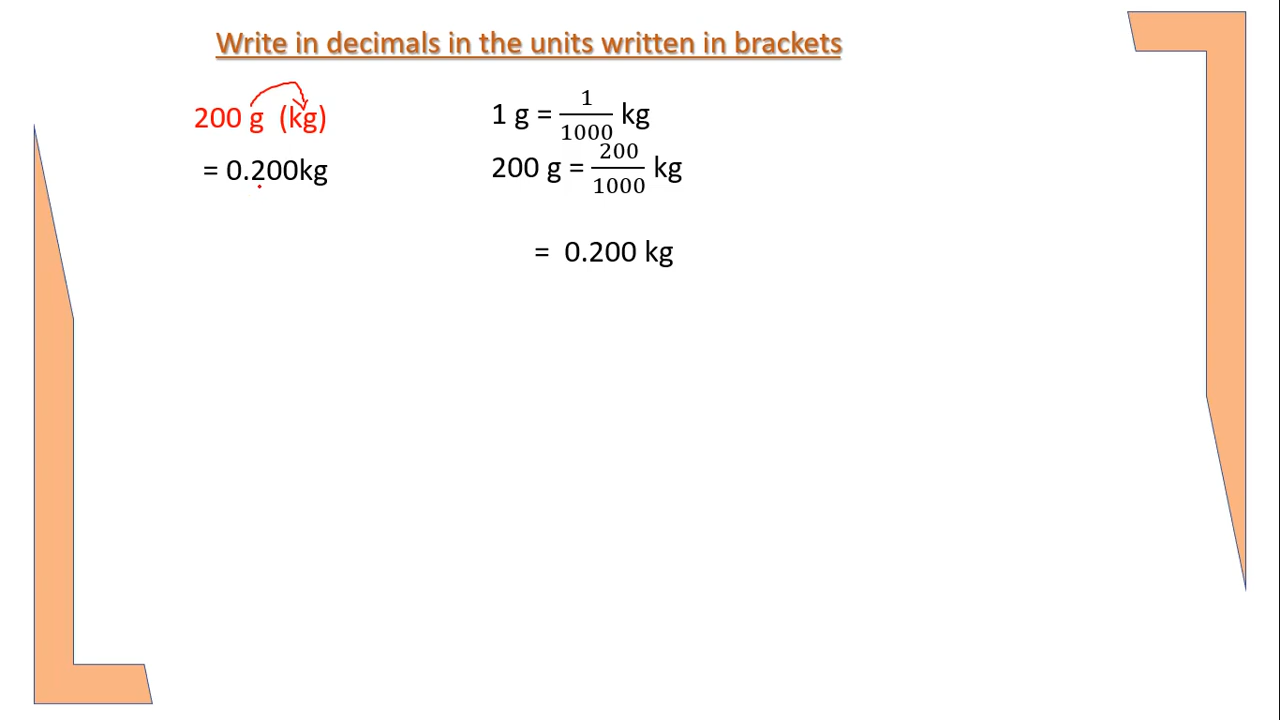 Write in decimals in the units written in brackets
200 g (kg)
= 0.200kg
1 g = 1/1000 kg
200 g = 200/1000 kg
= 0.200 kg